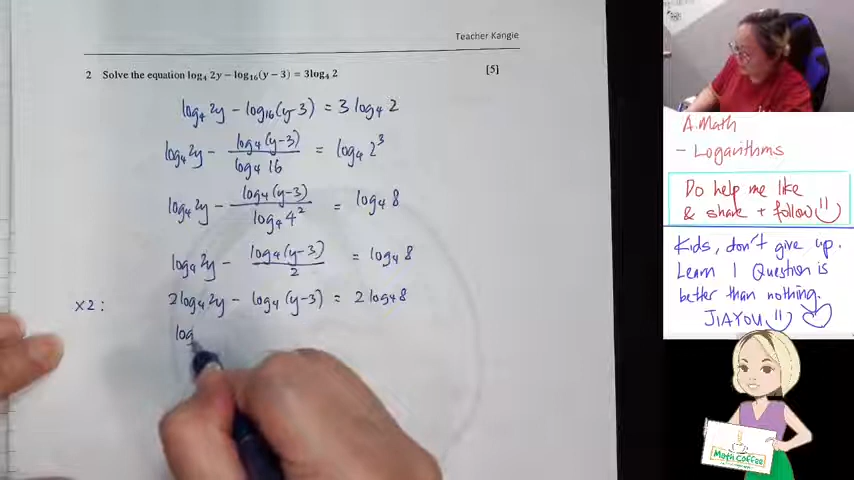 Teacher Kangie
2 Solve the equation log₄ 2y – log₁₆(y – 3) = 3log₄ 2 [5]
log₄ 2y – log₁₆(y-3) = 3 log₄ 2
log₄ 2y – log₄(y-3)/log₄ 16 = log₄ 2³
log₄ 2y – log₄(y-3)/log₄ 4² = log₄ 8
log₄ 2y – log₄(y-3)/2 = log₄ 8
×2: 2log₄ 2y – log₄(y-3) = 2 log₄ 8
log
A.Math
- Logarithms
Do help me like
& share + follow
Kids, don't give up.
Learn 1 Question is
better than nothing.
JIAYOU
Math Coffee